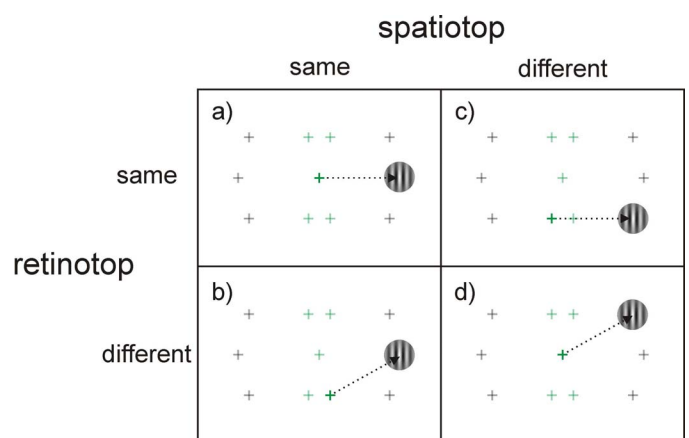 spatiotop
same different
a) c)
same
retinotop
b) d)
different